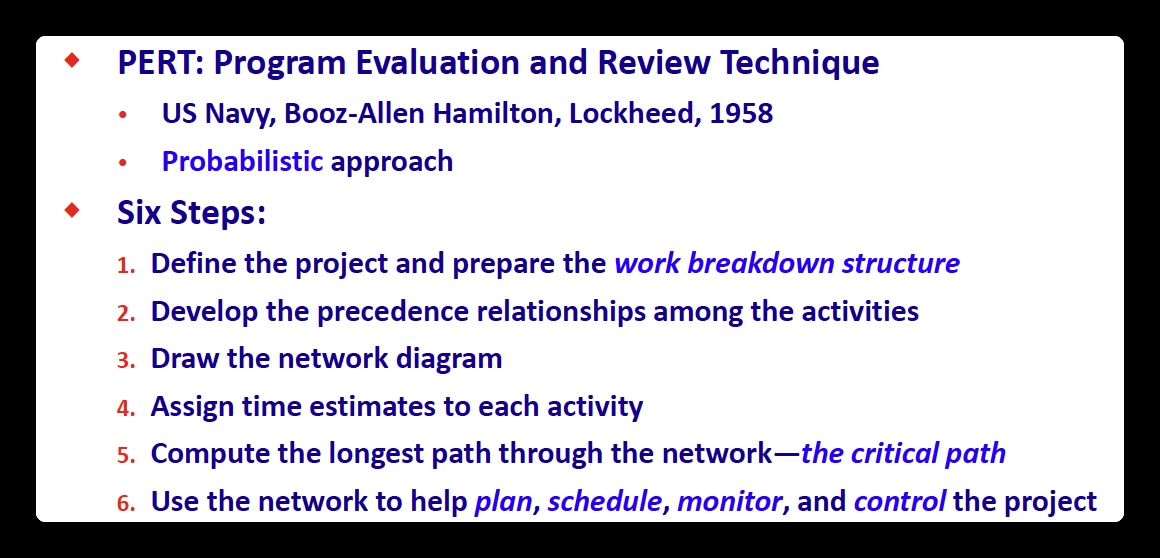 ◆ PERT: Program Evaluation and Review Technique
• US Navy, Booz-Allen Hamilton, Lockheed, 1958
• Probabilistic approach
◆ Six Steps:
1. Define the project and prepare the work breakdown structure
2. Develop the precedence relationships among the activities
3. Draw the network diagram
4. Assign time estimates to each activity
5. Compute the longest path through the network—the critical path
6. Use the network to help plan, schedule, monitor, and control the project